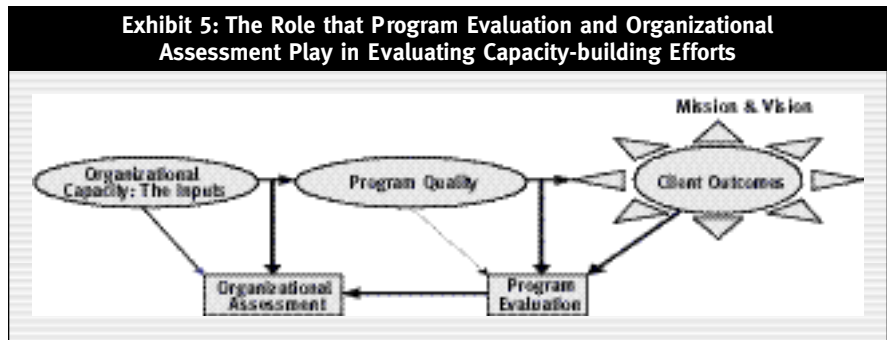 Exhibit 5: The Role that Program Evaluation and Organizational
Assessment Play in Evaluating Capacity-building Efforts
Mission & Vision
Organizational
Capacity: The Inputs
Program Quality
Client Outcomes
Organizational
Assessment
Program
Evaluation